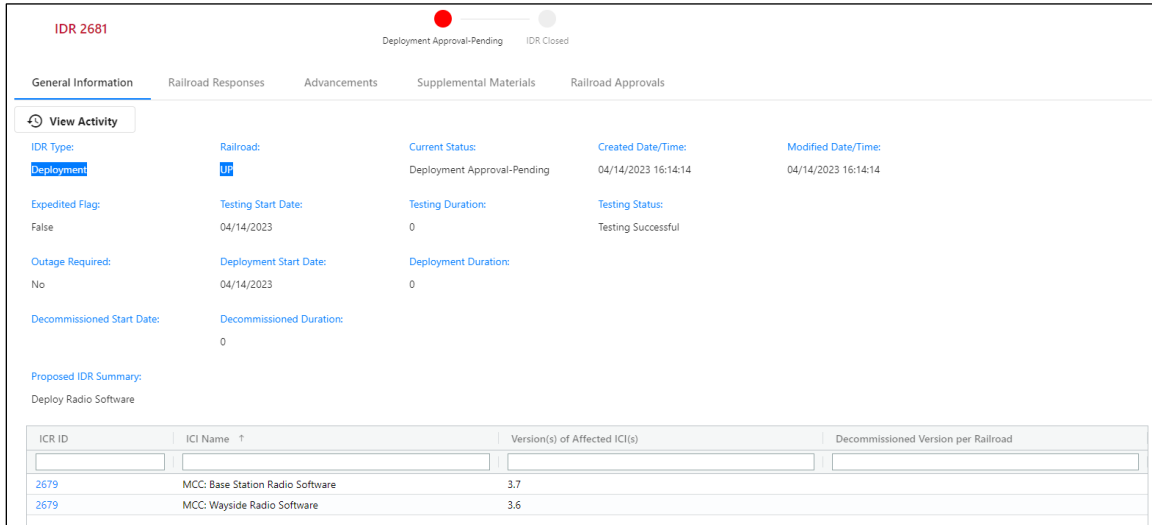 IDR 2681
Deployment Approval-Pending IDR Closed
General Information Railroad Responses Advancements Supplemental Materials Railroad Approvals
View Activity
IDR Type: Railroad: Current Status: Created Date/Time: Modified Date/Time:
Deployment UP Deployment Approval-Pending 04/14/2023 16:14:14 04/14/2023 16:14:14
Expedited Flag: Testing Start Date: Testing Duration: Testing Status:
False 04/14/2023 0 Testing Successful
Outage Required: Deployment Start Date: Deployment Duration:
No 04/14/2023 0
Decommissioned Start Date: Decommissioned Duration:
0
Proposed IDR Summary:
Deploy Radio Software
ICR ID ICI Name ↑ Version(s) of Affected ICI(s) Decommissioned Version per Railroad
2679 MCC: Base Station Radio Software 3.7
2679 MCC: Wayside Radio Software 3.6